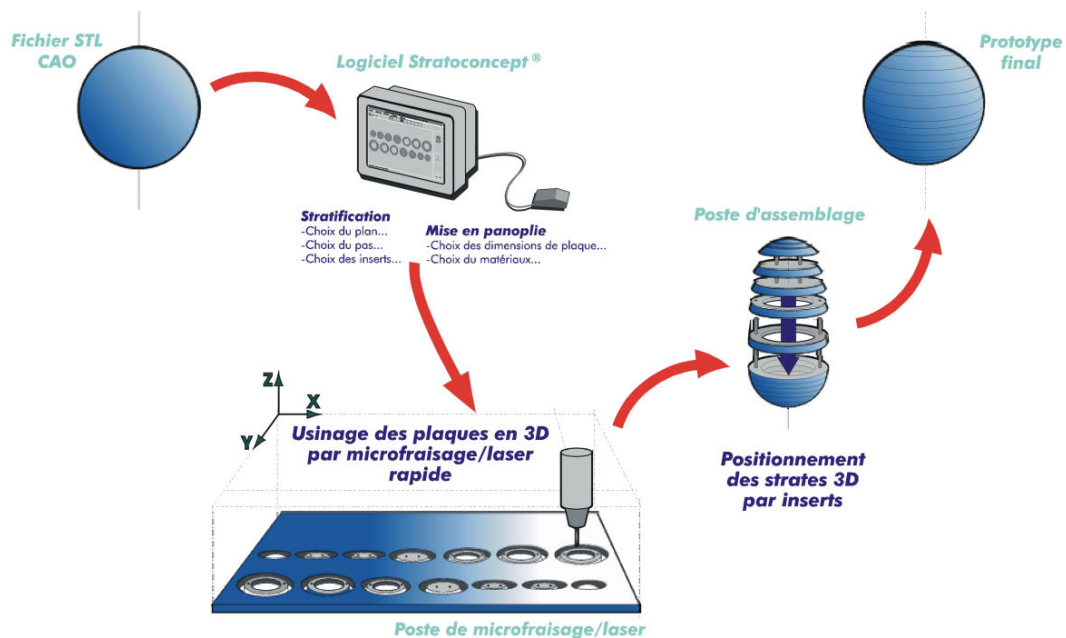 Fichier STL
CAO
Logiciel Stratoconcept ®
Stratification
-Choix du plan...
-Choix du pas...
-Choix des inserts...
Mise en panoplie
-Choix des dimensions de plaque...
-Choix du matériaux...
Prototype
final
Poste d'assemblage
Z
X
Y
Usinage des plaques en 3D
par microfraisage/laser
rapide
Positionnement
des strates 3D
par inserts
Poste de microfraisage/laser